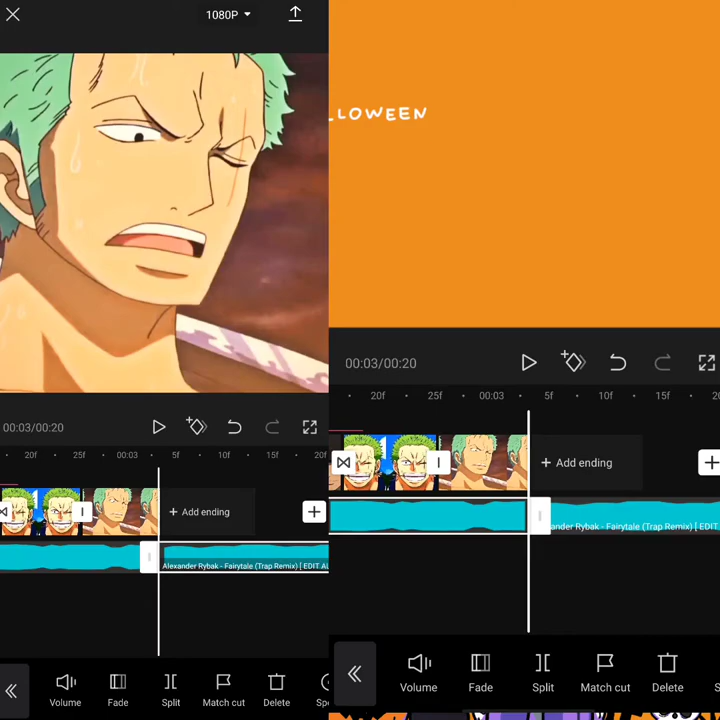 1080P
00:03/00:20
20f 25f 00:03 5f 10f 15f 20f
Add ending
Alexander Rybak - Fairytale (Trap Remix) [ EDIT AU
Volume Fade Split Match cut Delete
LLOWEEN
00:03/00:20
20f 25f 00:03 5f 10f 15f
Add ending
ander Rybak - Fairytale (Trap Remix) [ EDIT
Volume Fade Split Match cut Delete